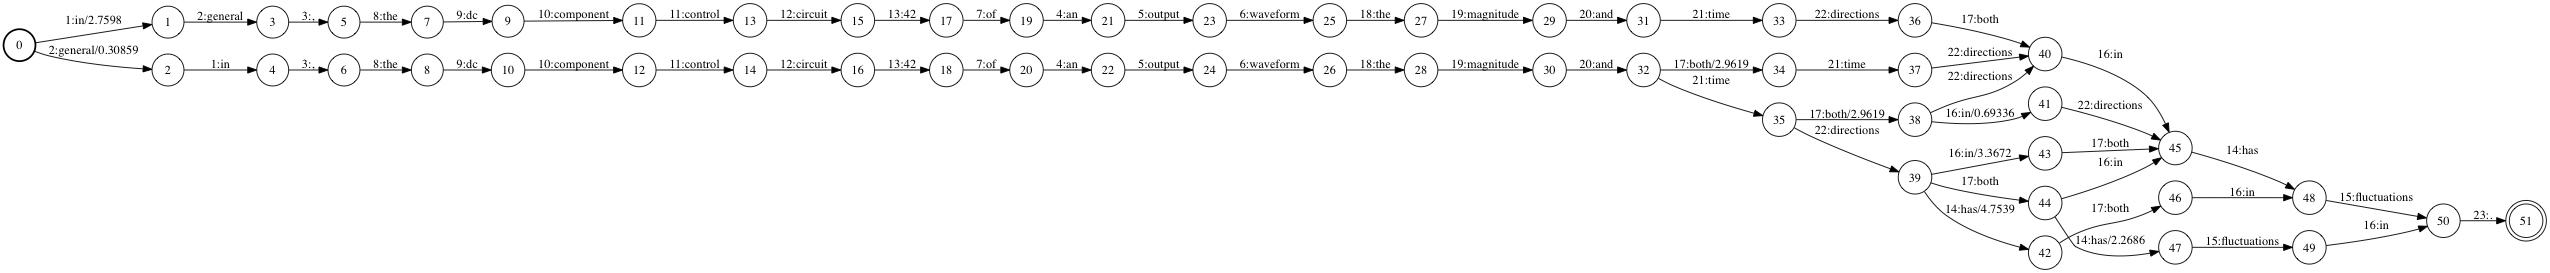 0 1:in/2.7598 1 2:general 3 3:, 5 8:the 7 9:dc 9 10:component 11 11:control 13 12:circuit 15 13:42 17 7:of 19 4:an 21 5:output 23 6:waveform 25 18:the 27 19:magnitude 29 20:and 31 21:time 33 22:directions 36 17:both 40 16:in
2:general/0.30859 2 1:in 4 3:, 6 8:the 8 9:dc 10 10:component 12 11:control 14 12:circuit 16 13:42 18 7:of 20 4:an 22 5:output 24 6:waveform 26 18:the 28 19:magnitude 30 20:and 32 17:both/2.9619 34 21:time 37 22:directions
21:time 35 17:both/2.9619 38 22:directions
16:in/0.69336 41 22:directions
22:directions 39 16:in/3.3672 43 17:both 45 14:has
17:both 44 16:in
14:has/4.7539 42 17:both 46 16:in 48 15:fluctuations
14:has/2.2686 47 15:fluctuations 49 16:in 50 23:. 51